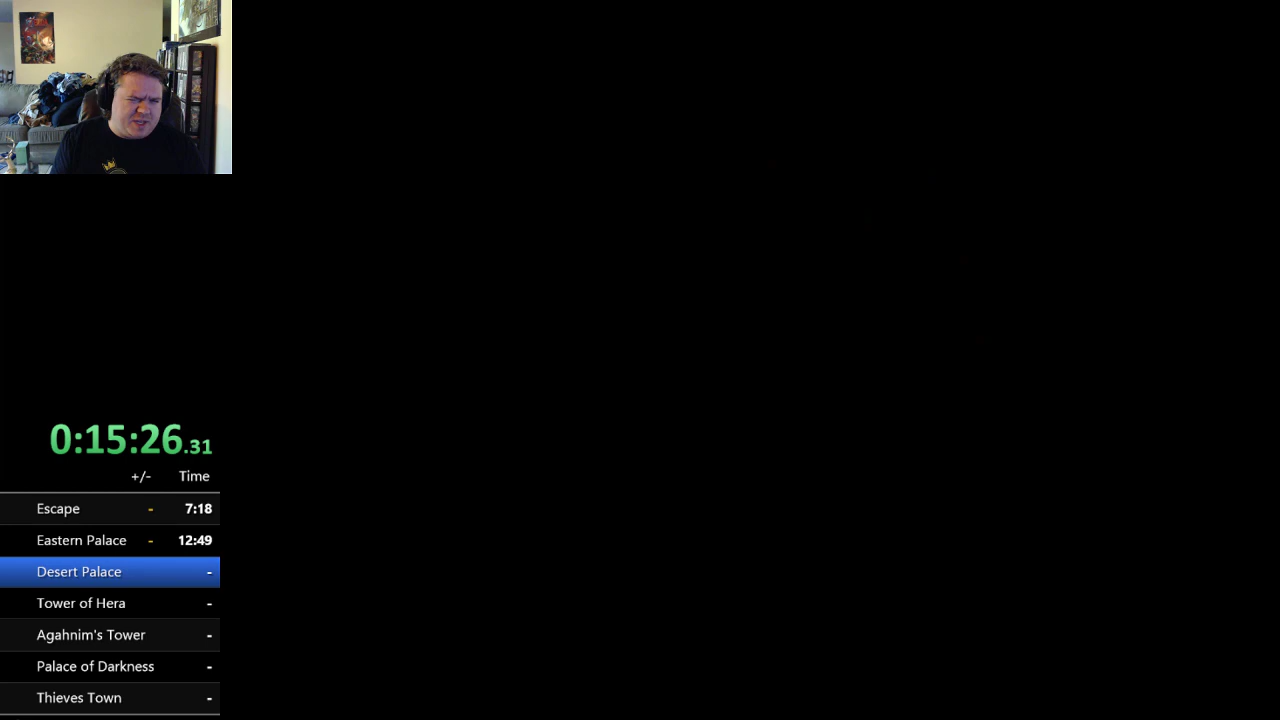 0:15:26.31
+/- Time
Escape - 7:18
Eastern Palace - 12:49
Desert Palace -
Tower of Hera -
Agahnim's Tower -
Palace of Darkness -
Thieves Town -